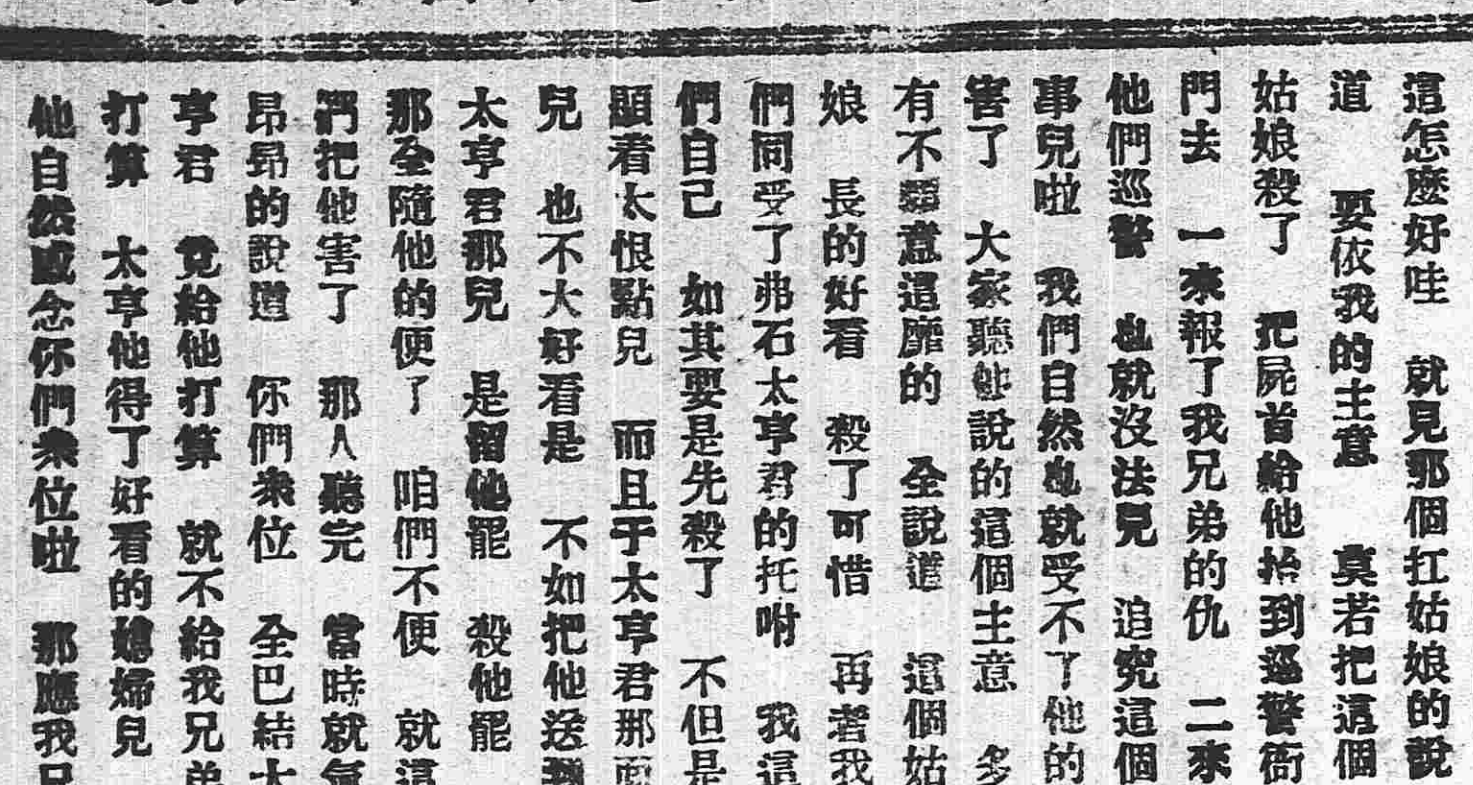 這怎麼好哇　就見那個扛姑娘的說
道　要依我的主意　莫若把這個
姑娘殺了　把屍首給他抬到巡警衙
門去　一來報了我兄弟的仇　二來
他們巡警　也就沒法兒　追究這個
事兒啦　我們自然也就受不了他的
害了　大家聽他說的這個主意　多
有不願意這麼的　全說道　這個姑
娘　長的好看　殺了可惜　再者我
們同受了弗石太亨君的托咐　我這
們自己　如其要是先殺了　不但是
顯着太恨點兒　而且于太亨君那面
兒　也不大好看是　不如把他送到
太亨君那兒　是留他罷　殺他罷
那全隨他的便了　咱們不便　就這
們把他害了　那人聽完　當時就氣
昂昂的說道　你們衆位　全巴結太
亨君　竟給他打算　就不給我兄弟
打算　太亨他得了好看的媳婦兒
他自然感念你們衆位啦　那應我兄